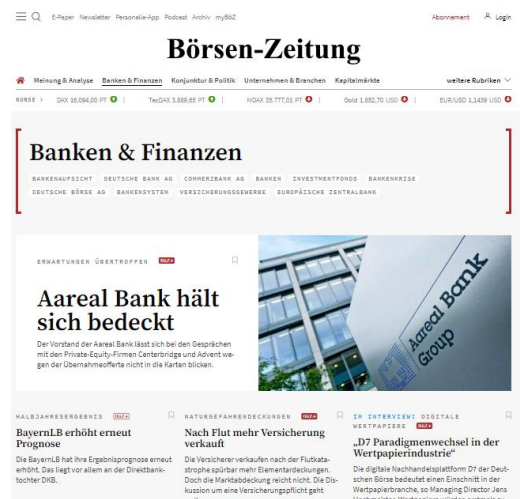 E-Paper Newsletter Personalia-App Podcast Archiv myBöZ Abonnement Login
Börsen-Zeitung
Meinung & Analyse Banken & Finanzen Konjunktur & Politik Unternehmen & Branchen Kapitalmärkte weitere Rubriken
KURSE > DAX 16.094,00 PT TecDAX 3.889,65 PT MDAX 35.777,01 PT Gold 1.852,70 USD EUR/USD 1,1439 USD
Banken & Finanzen
BANKENAUFSICHT DEUTSCHE BANK AG COMMERZBANK AG BANKEN INVESTMENTFONDS BANKENKRISE
DEUTSCHE BÖRSE AG BANKENSYSTEM VERSICHERUNGSGEWERBE EUROPÄISCHE ZENTRALBANK
ERWARTUNGEN ÜBERTROFFEN BöZ+
Aareal Bank hält
sich bedeckt
Der Vorstand der Aareal Bank lässt sich bei den Gesprächen
mit den Private-Equity-Firmen Centerbridge und Advent we-
gen der Übernahmeofferte nicht in die Karten blicken.
Aareal Bank
Group
HALBJAHRESERGEBNIS BöZ+
BayernLB erhöht erneut
Prognose
Die BayernLB hat ihre Ergebnisprognose erneut
erhöht. Das liegt vor allem an der Direktbank-
tochter DKB.
NATURGEFAHRENDECKUNGEN BöZ+
Nach Flut mehr Versicherung
verkauft
Die Versicherer verkaufen nach der Flutkata-
strophe spürbar mehr Elementardeckungen.
Doch die Marktabdeckung reicht nicht. Die Dis-
kussion um eine Versicherungspflicht geht
IM INTERVIEW: DIGITALE
WERTPAPIERE BöZ+
„D7 Paradigmenwechsel in der
Wertpapierindustrie“
Die digitale Nachhandelsplattform D7 der Deut-
schen Börse bedeutet einen Einschnitt in der
Wertpapierbranche, so Managing Director Jens